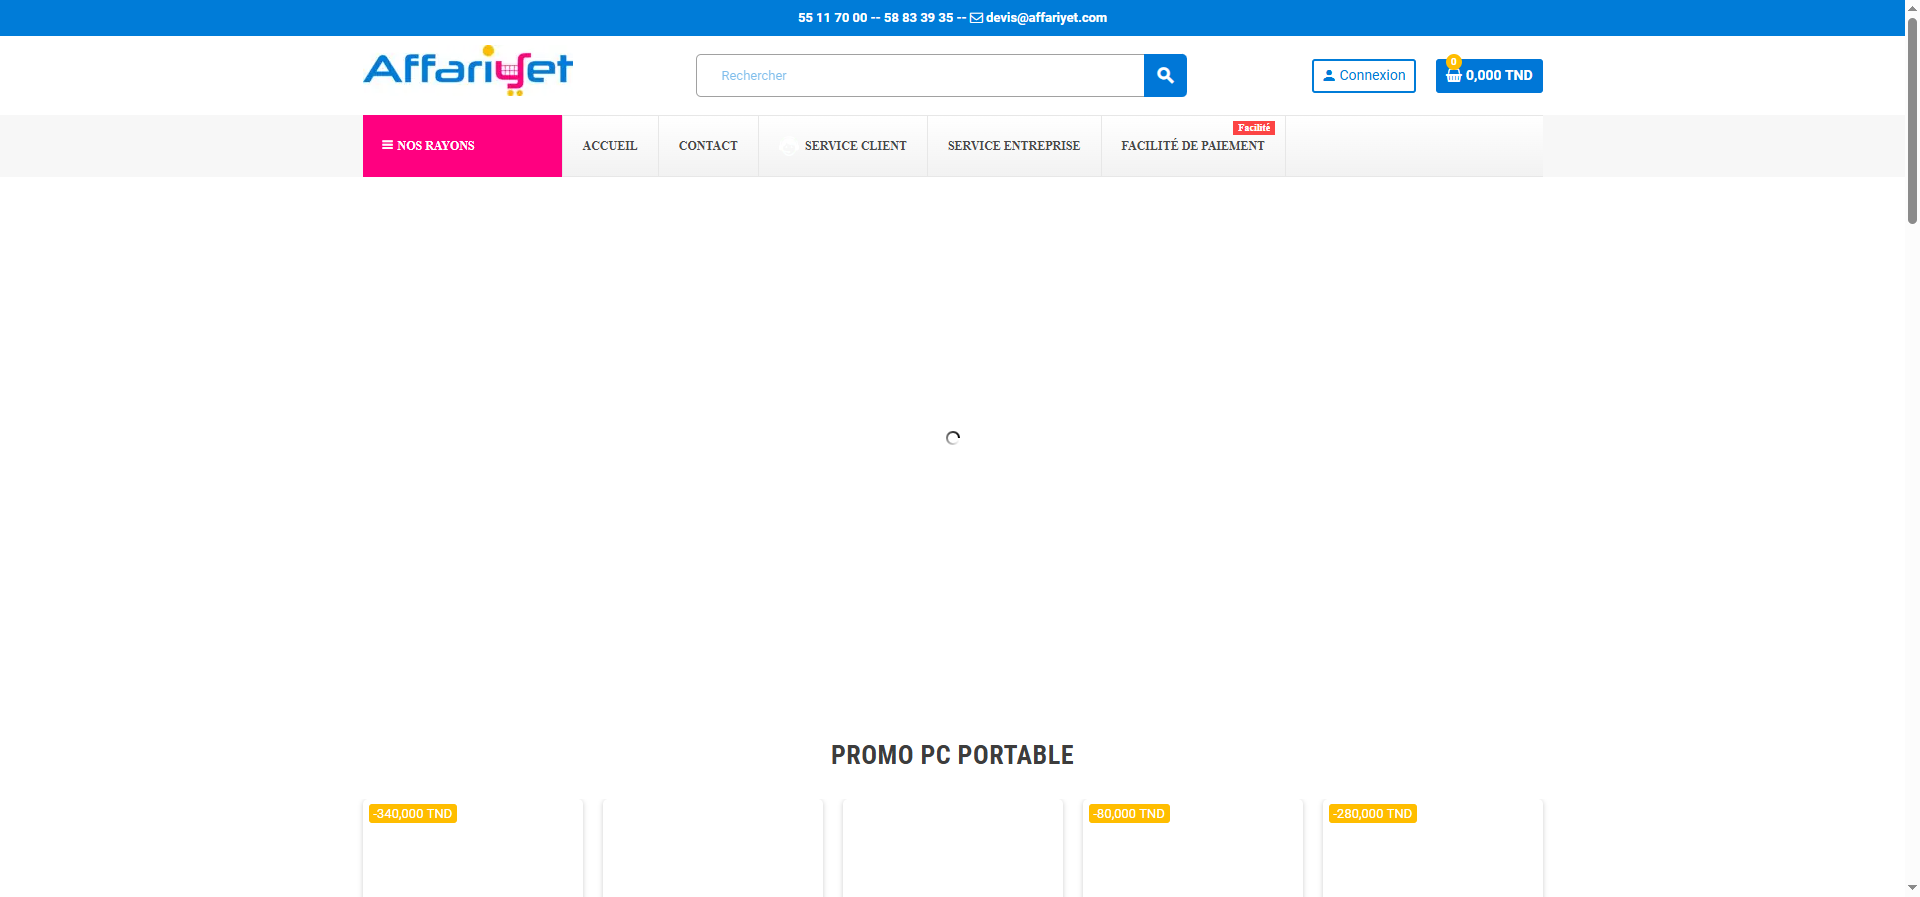 55 11 70 00 -- 58 83 39 35 -- devis@affariyet.com
Affariyet
Rechercher
Connexion
0
0,000 TND
NOS RAYONS
ACCUEIL
CONTACT
SERVICE CLIENT
SERVICE ENTREPRISE
Facilité
FACILITÉ DE PAIEMENT
PROMO PC PORTABLE
-340,000 TND
-80,000 TND
-280,000 TND